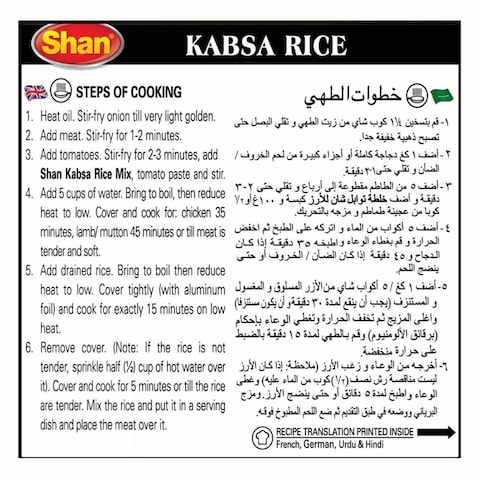 Shan
KABSA RICE
STEPS OF COOKING
1. Heat oil. Stir-fry onion till very light golden.
2. Add meat. Stir-fry for 1-2 minutes.
3. Add tomatoes. Stir-fry for 2-3 minutes, add
Shan Kabsa Rice Mix, tomato paste and stir.
4. Add 5 cups of water. Bring to boil, then reduce
heat to low. Cover and cook for: chicken 35
minutes, lamb/ mutton 45 minutes or till meat is
tender and soft.
5. Add drained rice. Bring to boil then reduce
heat to low. Cover tightly (with aluminum
foil) and cook for exactly 15 minutes on low
heat.
6. Remove cover. (Note: If the rice is not
tender, sprinkle half (½) cup of hot water over
it). Cover and cook for 5 minutes or till the rice
are tender. Mix the rice and put it in a serving
dish and place the meat over it.
خطوات الطهي
١- قم بتسخين ١/٤ ١ كوب شاي من زيت الطهي و تقلي البصل حتى
تصبح ذهبية خفيفة جدا.
٢- أضف ١ كغ دجاجة كاملة أو أجزاء كبيرة من لحم الخروف /
الضأن و تقلي حتى ١-٢ دقيقة.
٣- أضف ٥ من الطماطم مقطوعة إلى أرباع و تقلي حتى ٢-٣
دقيقة و أضف خلطة توابل شان للأرز كبسة و ١٠٠غ أو ١/٢
كوبا من عجينة طماطم و مزجه بالتحريك.
٤- أضف ٥ أكواب من الماء و اتركه على الطبخ ثم اخفض
الحرارة و قم بغطاء الوعاء و اطبخه ٣٥ دقيقة إذا كان
الدجاج و ٤٥ دقيقة إذا كان الضأن / الخروف أو حتى
ينضج اللحم.
٥- أضف ١ كغ / ٥ أكواب شاي من الأرز المسلوق و المغسول
و المستنزف (يجب أن ينقع لمدة ٣٠ دقيقة و أن يكون مستنزفا)
واغلي المزيج ثم تخفف الحرارة وتغطي الوعاء بإحكام
(برقائق الألومنيوم) وقم بالطهي لمدة ١٥ دقيقة بالضبط
على حرارة منخفضة.
٦- أخرجه من الوعاء و زغب الأرز (ملاحظة: إذا كان الأرز
ليست مناقصة رش نصف (١/٢) كوب من الماء عليه) وغطي
الوعاء واطبخ لمدة ٥ دقائق أو حتى ينضج الأرز. ومزج
البرياني ووضعه في طبق التقديم ثم ضع اللحم المطبوخ فوقه.
RECIPE TRANSLATION PRINTED INSIDE
French, German, Urdu & Hindi